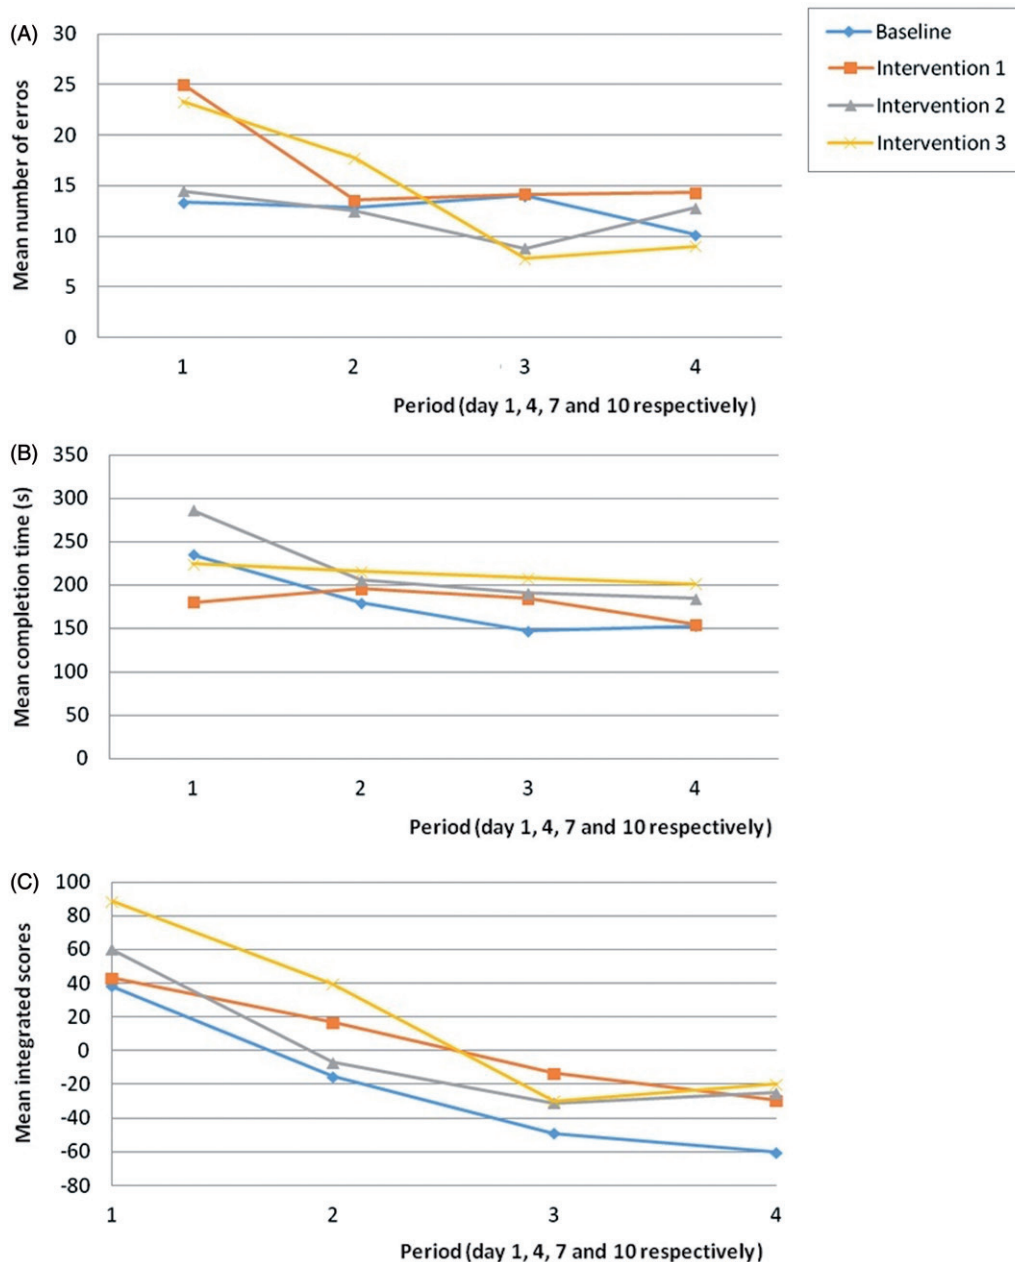 (A)
Mean number of erros
30
25
20
15
10
5
0
1 2 3 4
Period (day 1, 4, 7 and 10 respectively)
Baseline
Intervention 1
Intervention 2
Intervention 3
(B)
Mean completion time (s)
350
300
250
200
150
100
50
0
1 2 3 4
Period (day 1, 4, 7 and 10 respectively)
(C)
Mean integrated scores
100
80
60
40
20
0
-20
-40
-60
-80
1 2 3 4
Period (day 1, 4, 7 and 10 respectively)